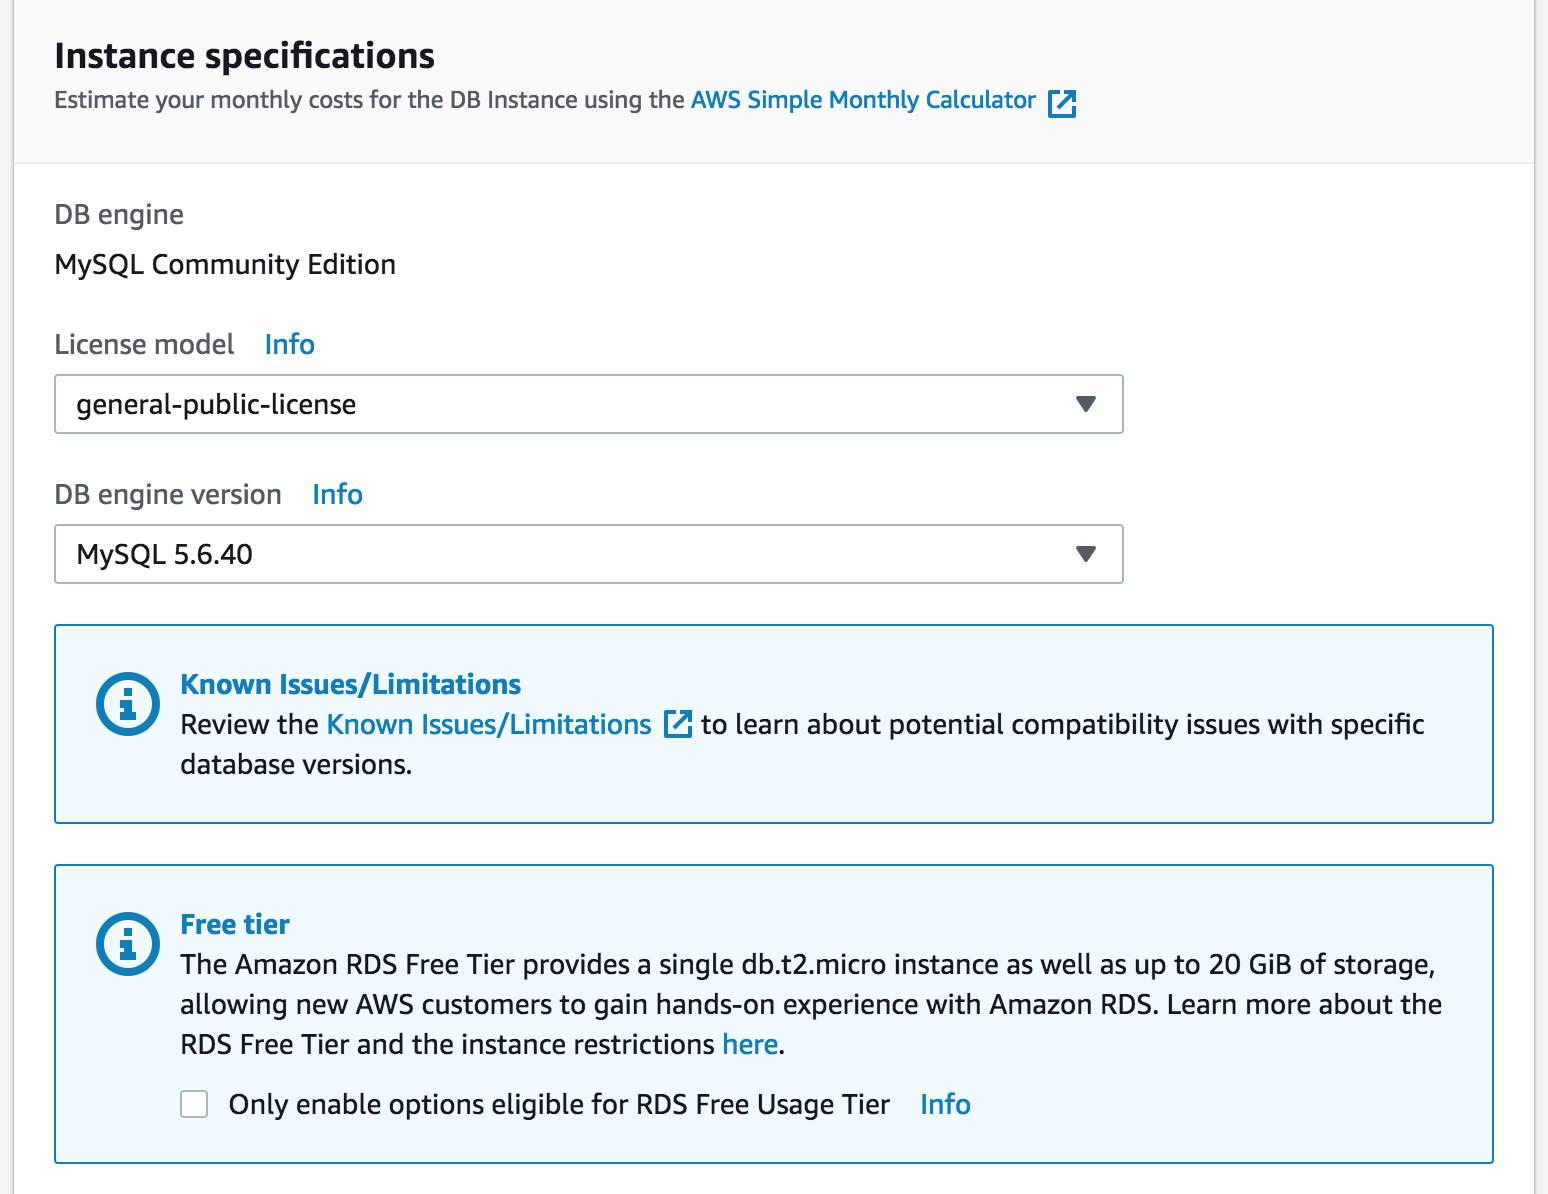 Instance specifications
Estimate your monthly costs for the DB Instance using the AWS Simple Monthly Calculator
DB engine
MySQL Community Edition
License model Info
general-public-license
DB engine version Info
MySQL 5.6.40
Known Issues/Limitations
Review the Known Issues/Limitations to learn about potential compatibility issues with specific
database versions.
Free tier
The Amazon RDS Free Tier provides a single db.t2.micro instance as well as up to 20 GiB of storage,
allowing new AWS customers to gain hands-on experience with Amazon RDS. Learn more about the
RDS Free Tier and the instance restrictions here.
Only enable options eligible for RDS Free Usage Tier Info